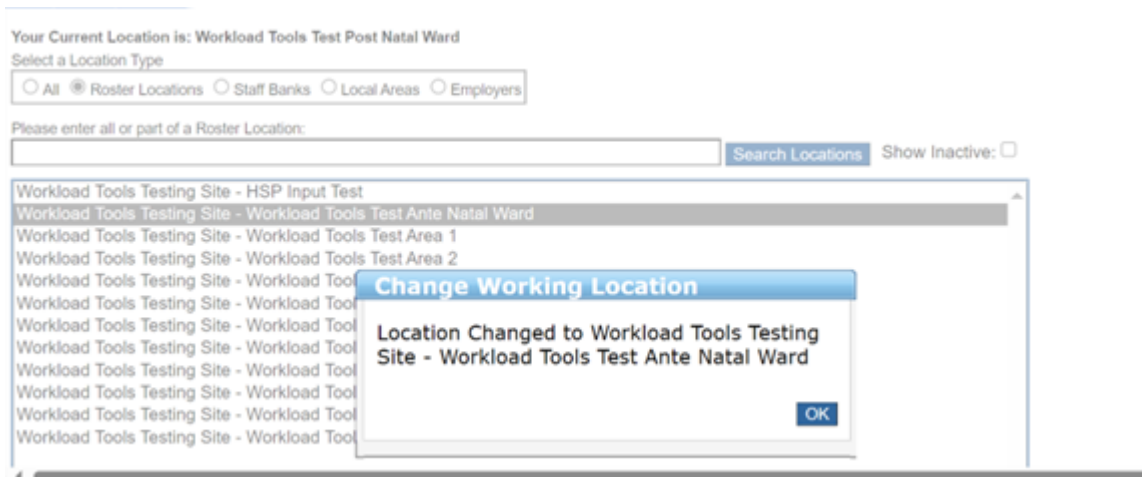 Your Current Location is: Workload Tools Test Post Natal Ward
Select a Location Type
All Roster Locations Staff Banks Local Areas Employers
Please enter all or part of a Roster Location:
Search Locations Show Inactive:
Workload Tools Testing Site - HSP Input Test
Workload Tools Testing Site - Workload Tools Test Ante Natal Ward
Workload Tools Testing Site - Workload Tools Test Area 1
Workload Tools Testing Site - Workload Tools Test Area 2
Workload Tools Testing Site - Workload Tool
Workload Tools Testing Site - Workload Tool
Workload Tools Testing Site - Workload Tool
Workload Tools Testing Site - Workload Tool
Workload Tools Testing Site - Workload Tool
Workload Tools Testing Site - Workload Tool
Workload Tools Testing Site - Workload Tool
Workload Tools Testing Site - Workload Tool
Change Working Location
Location Changed to Workload Tools Testing
Site - Workload Tools Test Ante Natal Ward
OK